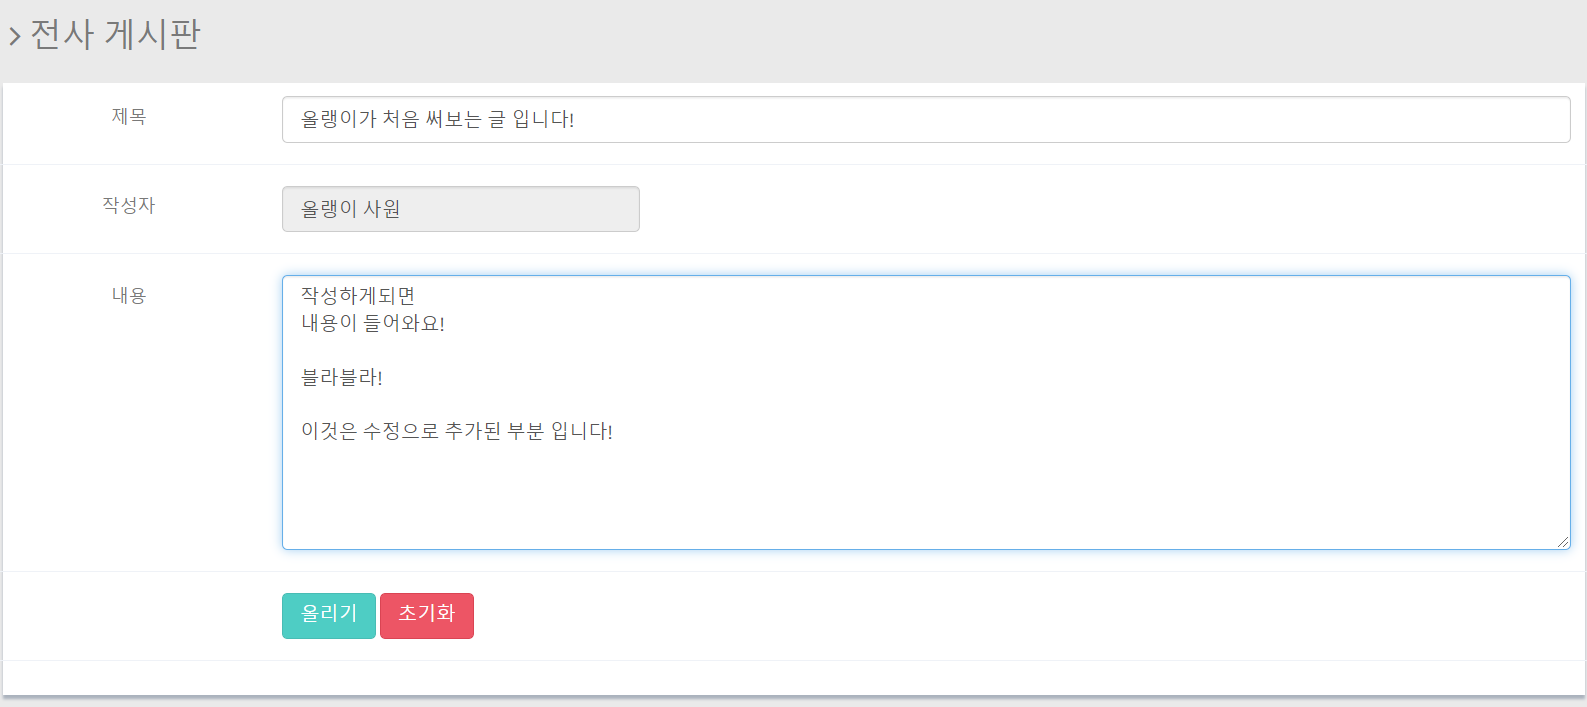 전사 게시판
제목
올랭이가 처음 써보는 글 입니다!
작성자
올랭이 사원
내용
작성하게되면
내용이 들어와요!
블라블라!
이것은 수정으로 추가된 부분 입니다!
올리기 초기화